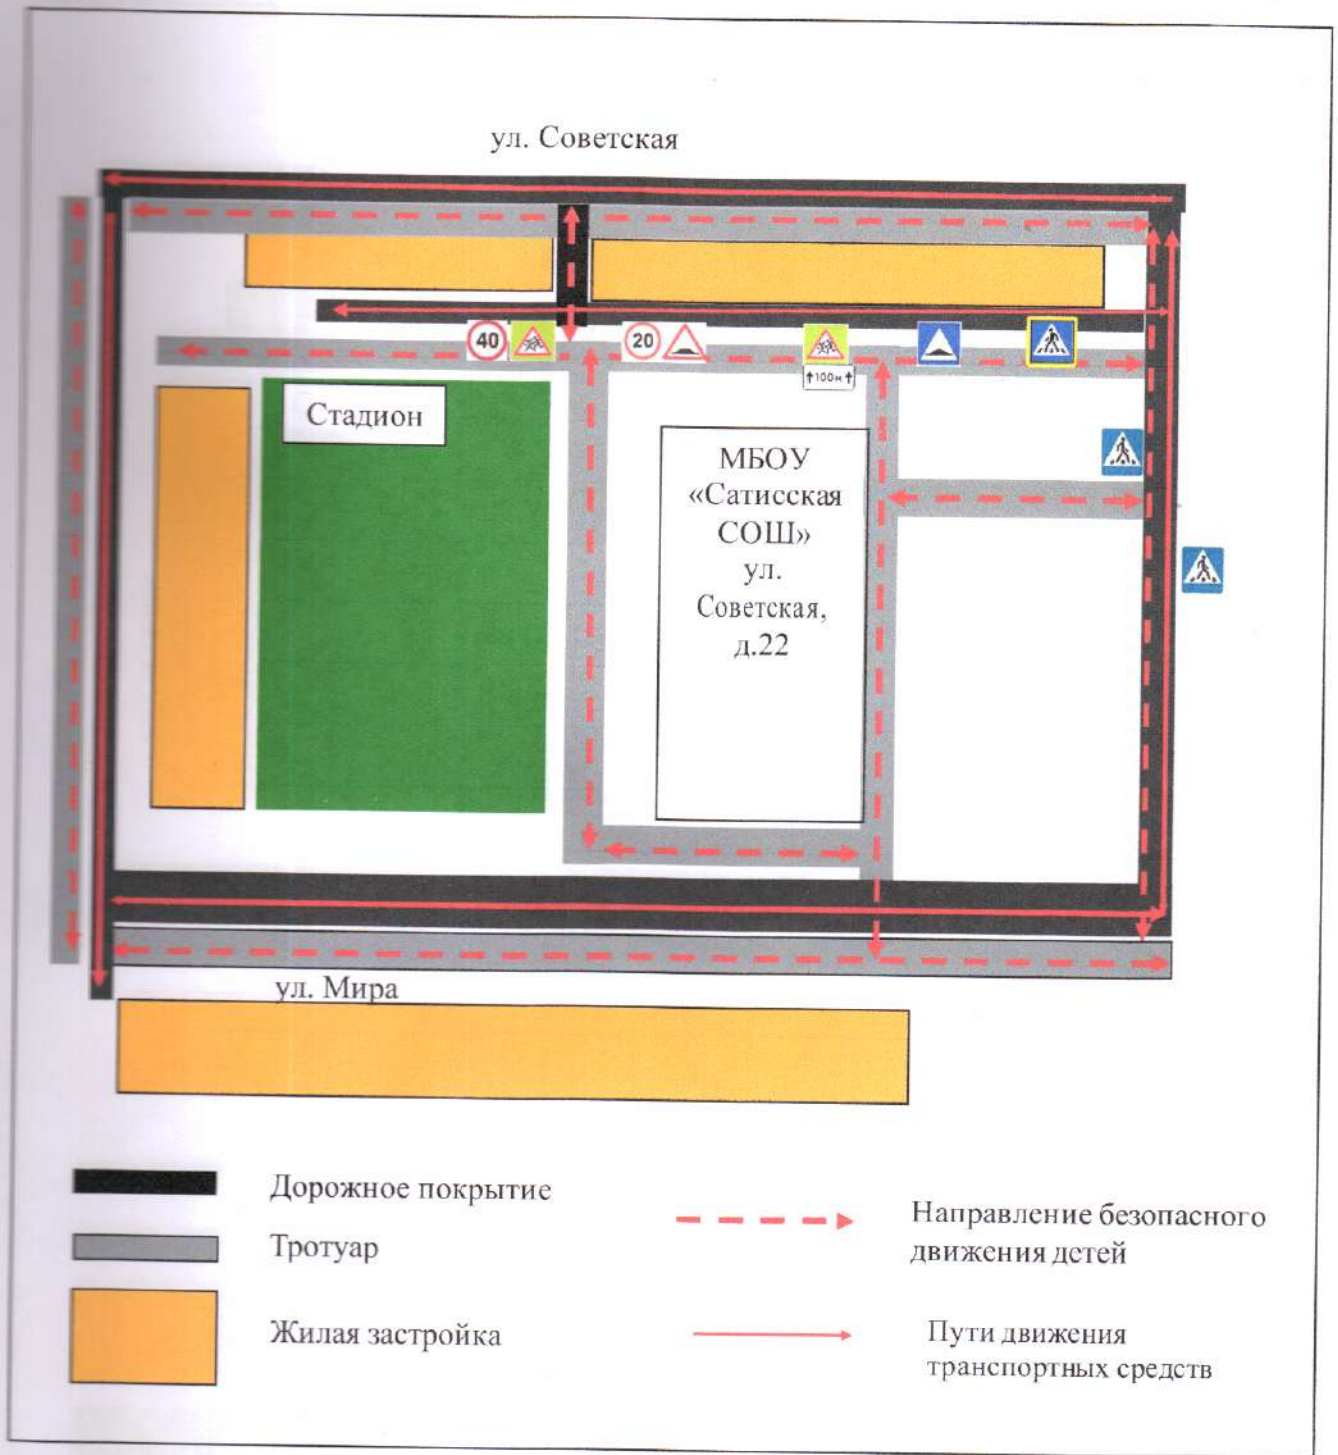 ул. Советская
40
20
↑100м↑
Стадион
МБОУ
«Сатисская
СОШ»
ул.
Советская,
д.22
ул. Мира
Дорожное покрытие
Тротуар
Жилая застройка
Направление безопасного
движения детей
Пути движения
транспортных средств